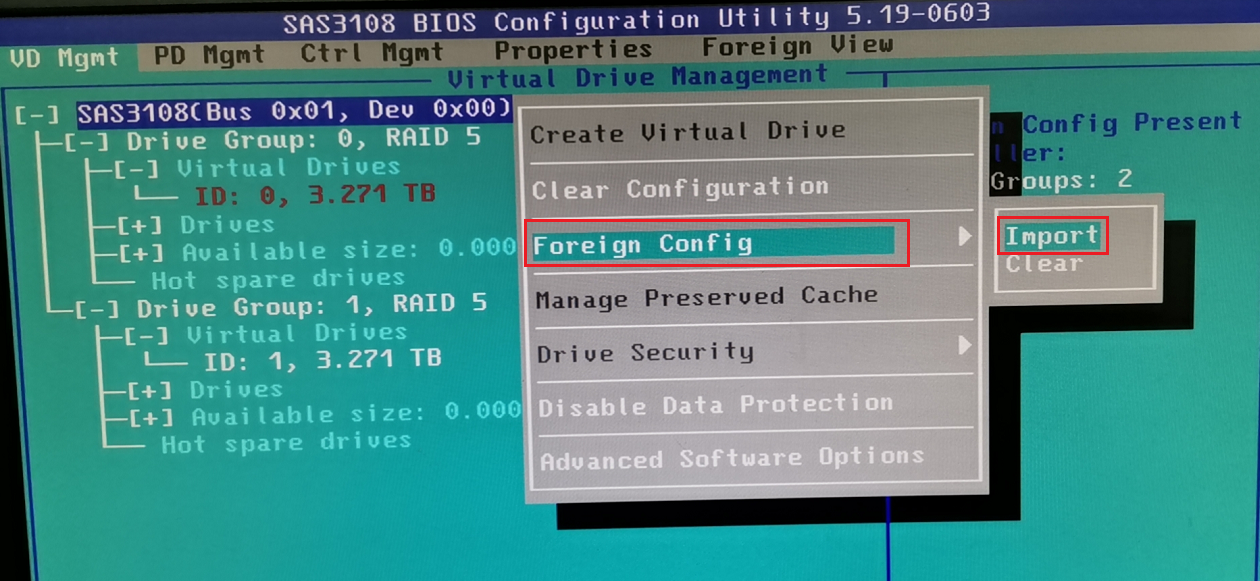 SAS3108 BIOS Configuration Utility 5.19-0603
VD Mgmt PD Mgmt Ctrl Mgmt Properties Foreign View
Virtual Drive Management
[-] SAS3108(Bus 0x01, Dev 0x00)
[-] Drive Group: 0, RAID 5
[-] Virtual Drives
ID: 0, 3.271 TB
[+] Drives
[+] Available size: 0.000
Hot spare drives
[-] Drive Group: 1, RAID 5
[-] Virtual Drives
ID: 1, 3.271 TB
[+] Drives
[+] Available size: 0.000
Hot spare drives
Create Virtual Drive
Clear Configuration
Foreign Config
Manage Preserved Cache
Drive Security
Disable Data Protection
Advanced Software Options
n Config Present
ller:
Groups: 2
Import
Clear